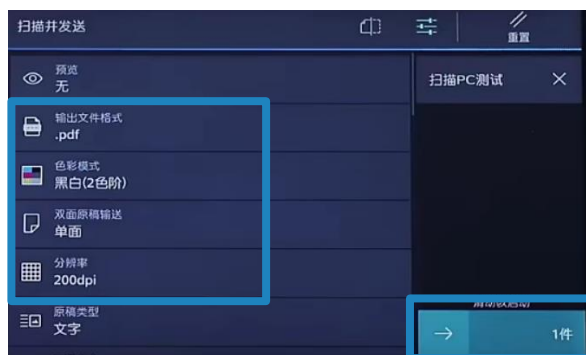 扫描并发送
重置
预览
无
扫描PC测试
输出文件格式
.pdf
色彩模式
黑白(2色阶)
双面原稿输送
单面
分辨率
200dpi
原稿类型
文字
1件